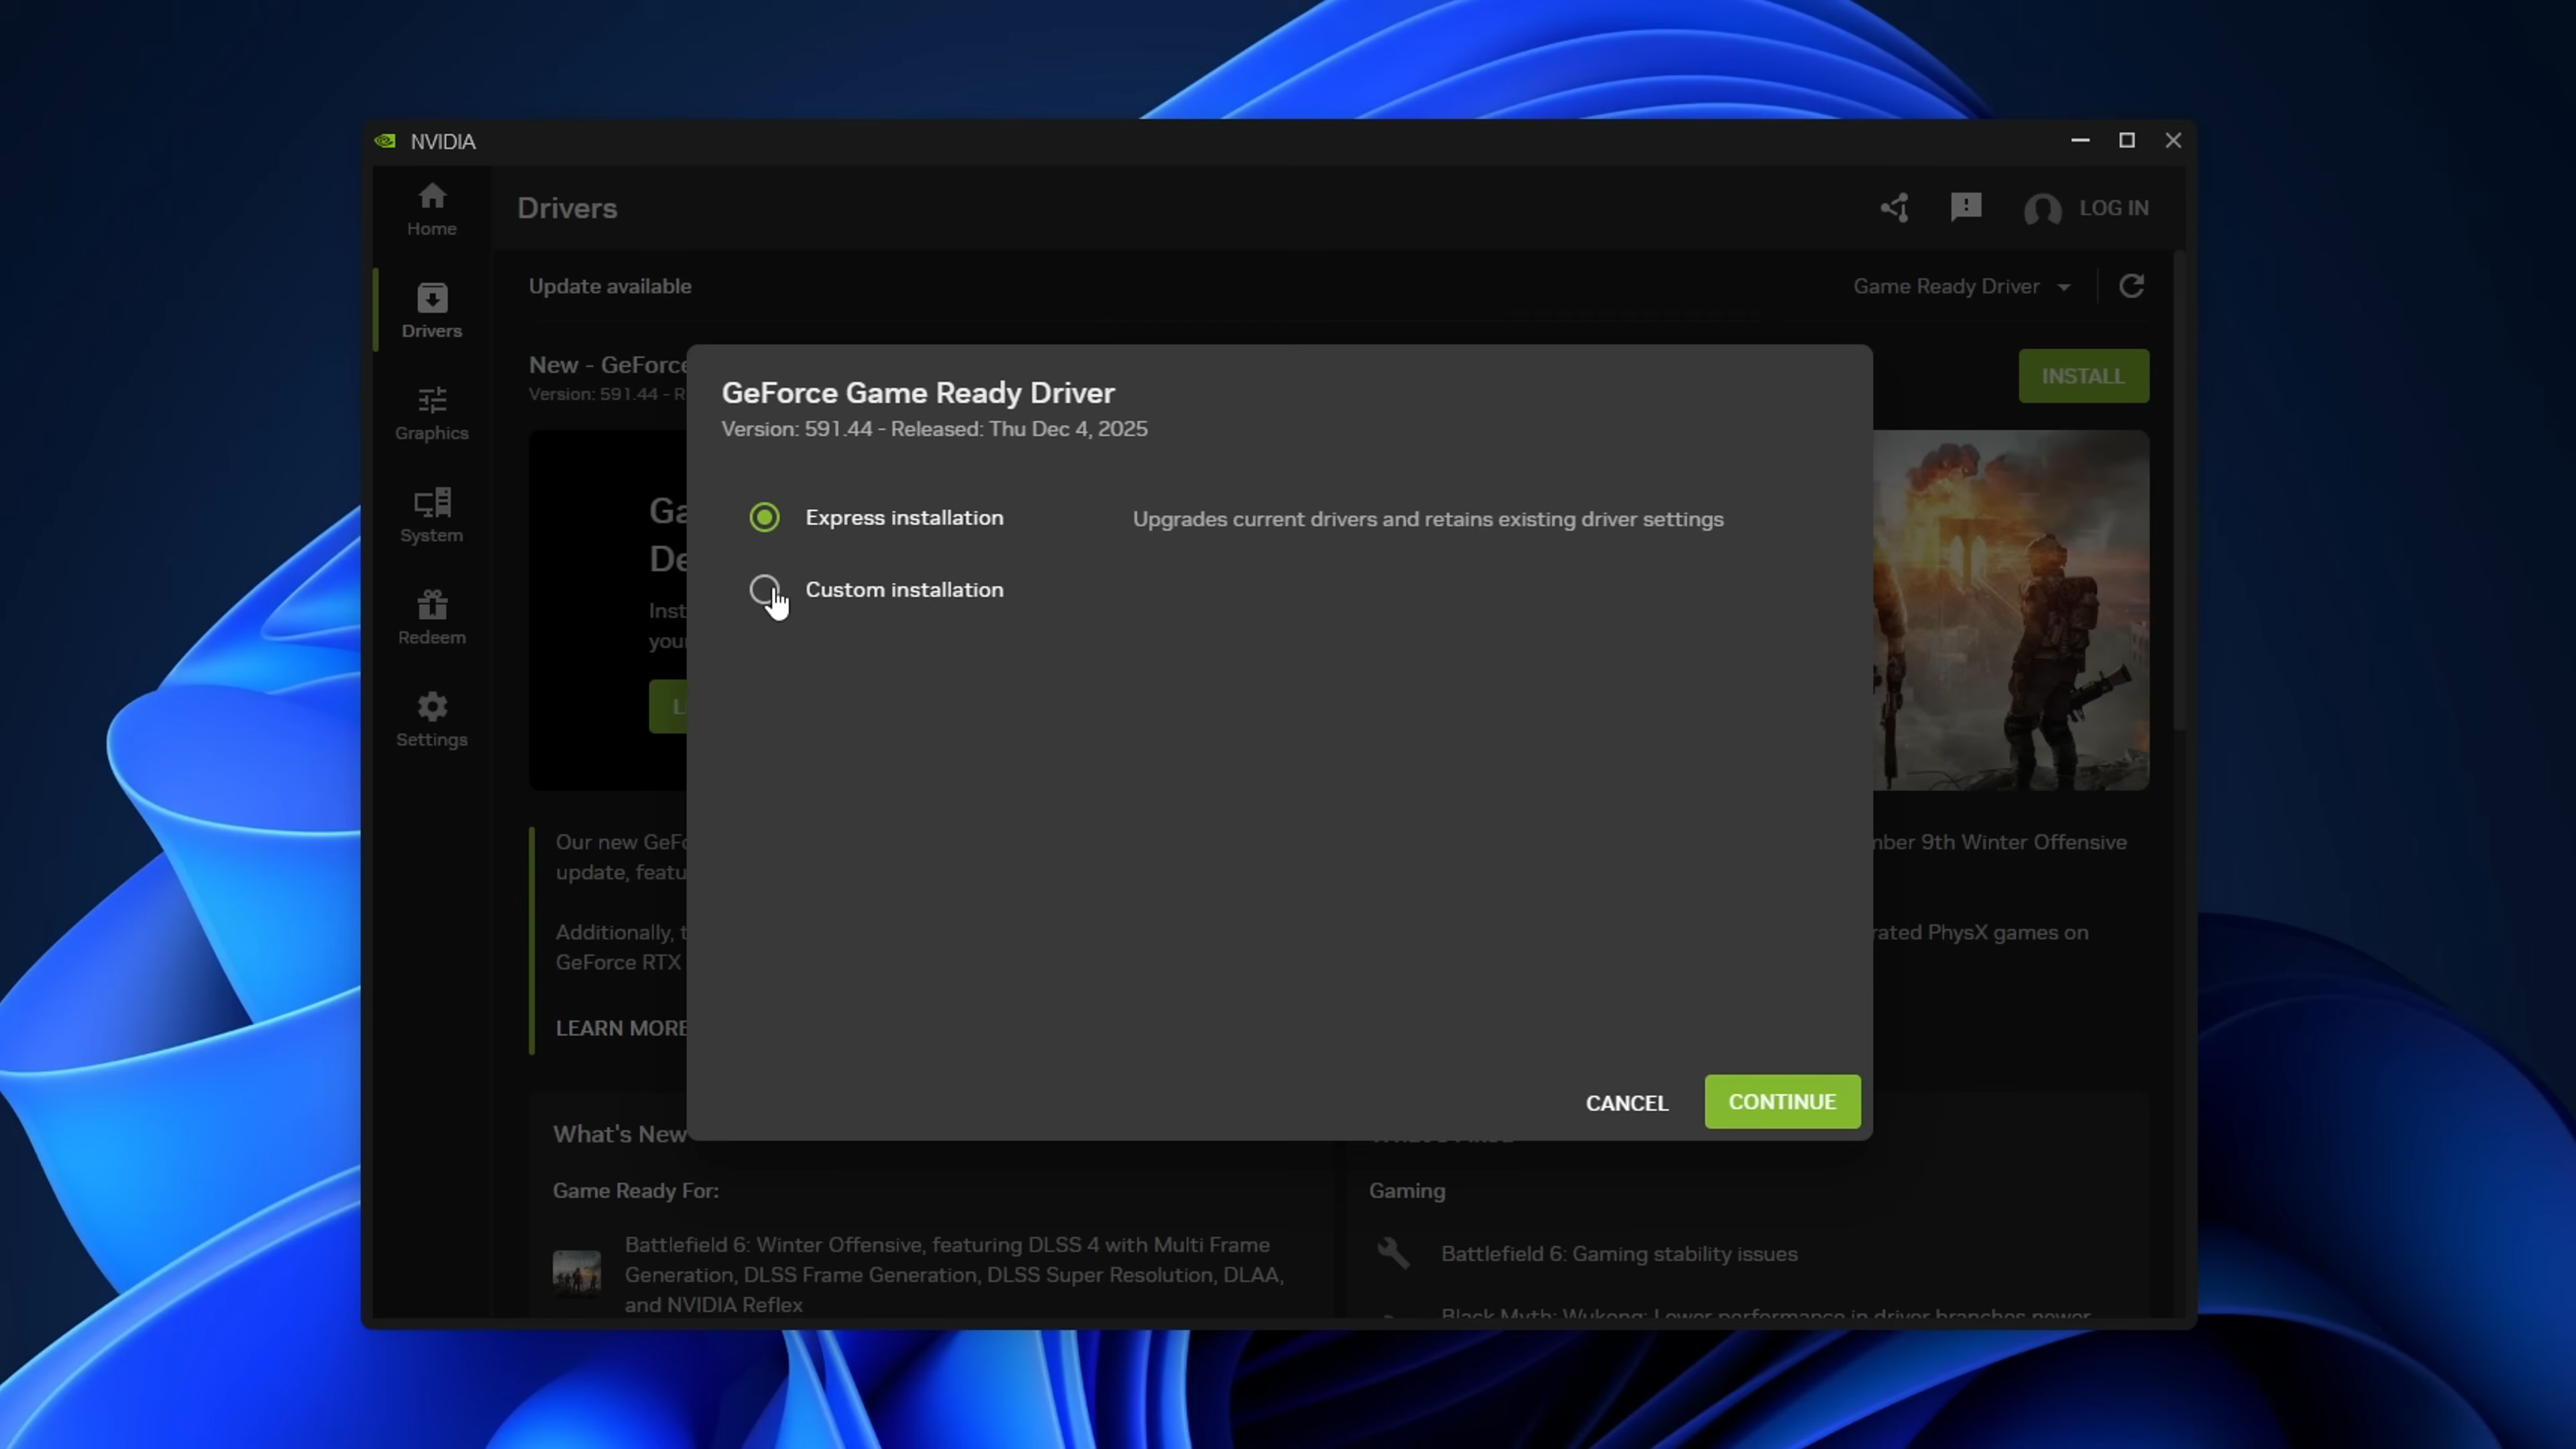 NVIDIA
Home
Drivers
Graphics
System
Redeem
Settings
Drivers
LOG IN
Update available
Game Ready Driver
New - GeForce
Version: 591.44 - R
INSTALL
GeForce Game Ready Driver
Version: 591.44 - Released: Thu Dec 4, 2025
Express installation
Upgrades current drivers and retains existing driver settings
Custom installation
CANCEL
CONTINUE
Ga
De
Inst
your
L
Our new GeFo
update, featu
mber 9th Winter Offensive
Additionally, t
GeForce RTX
rated PhysX games on
LEARN MORE
What's New
Game Ready For:
Battlefield 6: Winter Offensive, featuring DLSS 4 with Multi Frame
Generation, DLSS Frame Generation, DLSS Super Resolution, DLAA,
and NVIDIA Reflex
Gaming
Battlefield 6: Gaming stability issues
Black Myth: Wukong: Lower performance in driver branches newer